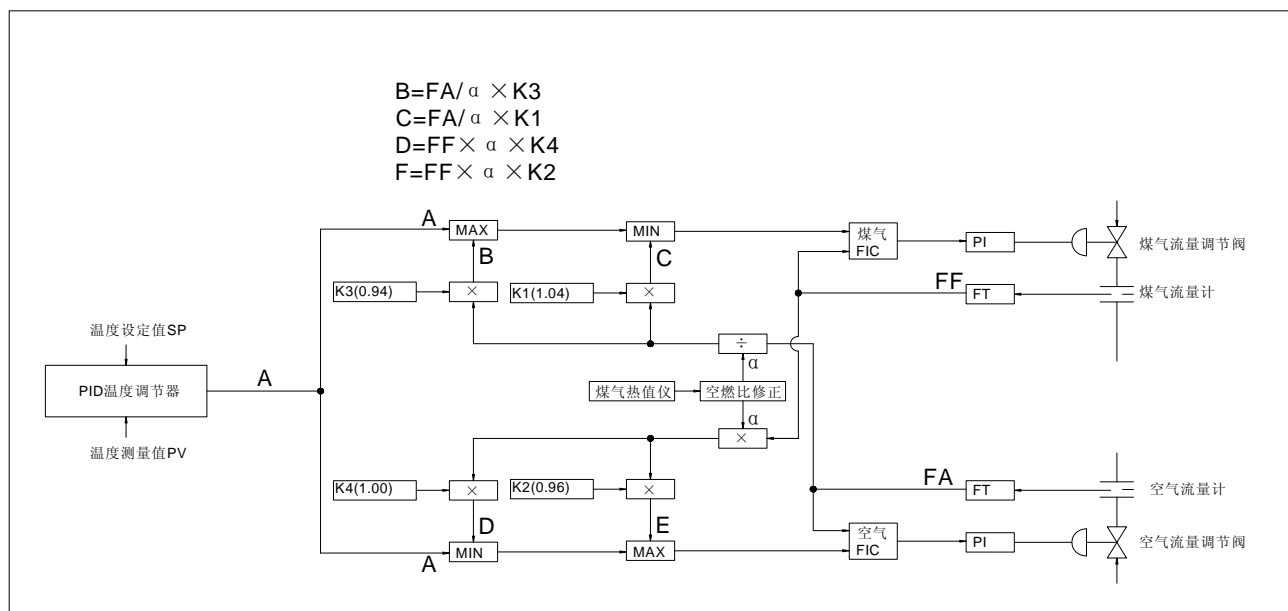 B=FA/α×K3
C=FA/α×K1
D=FF×α×K4
F=FF×α×K2
A
MAX
MIN
煤气
FIC
PI
煤气流量调节阀
B
C
K3(0.94)
×
K1(1.04)
×
FF
FT
煤气流量计
温度设定值SP
÷
α
PID温度调节器
A
煤气热值仪
空燃比修正
α
×
温度测量值PV
K4(1.00)
×
K2(0.96)
×
FA
FT
空气流量计
D
E
A
MIN
MAX
空气
FIC
PI
空气流量调节阀